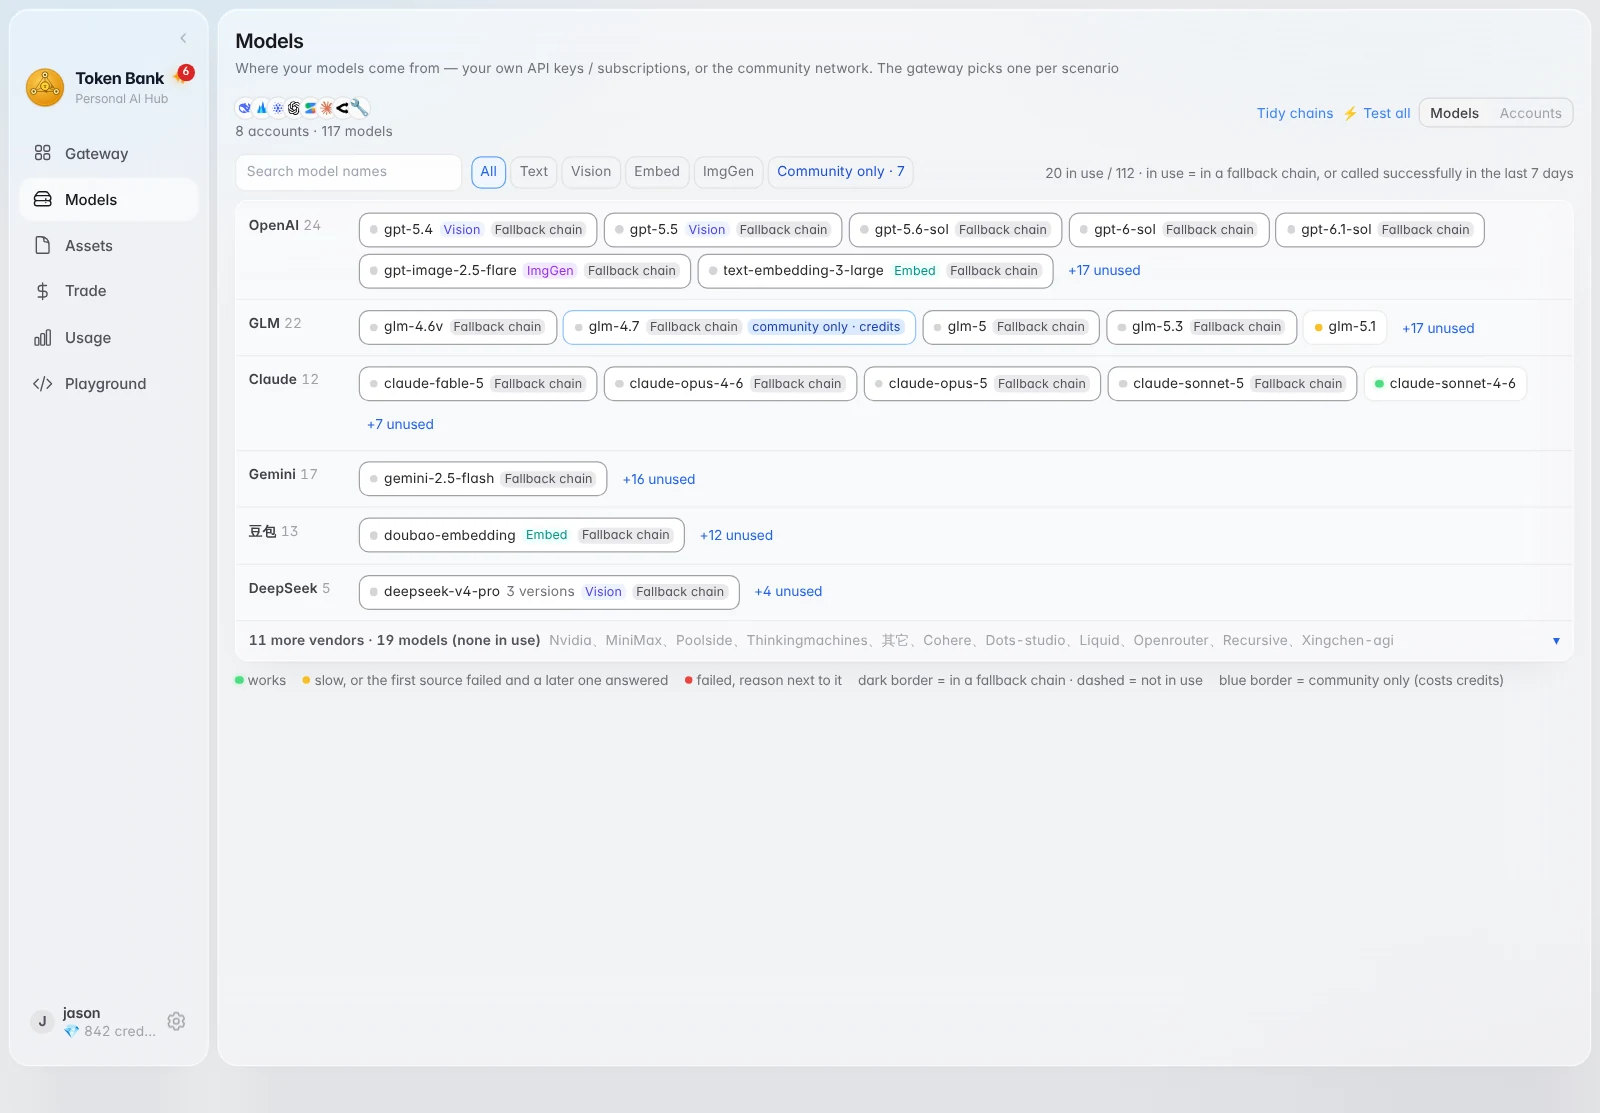 Token Bank
6
Personal AI Hub
Gateway
Models
Assets
Trade
Usage
Playground
J
jason
842 cred...
Models
Where your models come from — your own API keys / subscriptions, or the community network. The gateway picks one per scenario
8 accounts · 117 models
Tidy chains ⚡ Test all Models Accounts
Search model names All Text Vision Embed ImgGen Community only · 7
20 in use / 112 · in use = in a fallback chain, or called successfully in the last 7 days
OpenAI 24 gpt-5.4 Vision Fallback chain gpt-5.5 Vision Fallback chain gpt-5.6-sol Fallback chain gpt-6-sol Fallback chain gpt-6.1-sol Fallback chain
gpt-image-2.5-flare ImgGen Fallback chain text-embedding-3-large Embed Fallback chain +17 unused
GLM 22 glm-4.6v Fallback chain glm-4.7 Fallback chain community only · credits glm-5 Fallback chain glm-5.3 Fallback chain glm-5.1 +17 unused
Claude 12 claude-fable-5 Fallback chain claude-opus-4-6 Fallback chain claude-opus-5 Fallback chain claude-sonnet-5 Fallback chain claude-sonnet-4-6
+7 unused
Gemini 17 gemini-2.5-flash Fallback chain +16 unused
豆包 13 doubao-embedding Embed Fallback chain +12 unused
DeepSeek 5 deepseek-v4-pro 3 versions Vision Fallback chain +4 unused
11 more vendors · 19 models (none in use) Nvidia、MiniMax、Poolside、Thinkingmachines、其它、Cohere、Dots-studio、Liquid、Openrouter、Recursive、Xingchen-agi
works slow, or the first source failed and a later one answered failed, reason next to it dark border = in a fallback chain · dashed = not in use blue border = community only (costs credits)